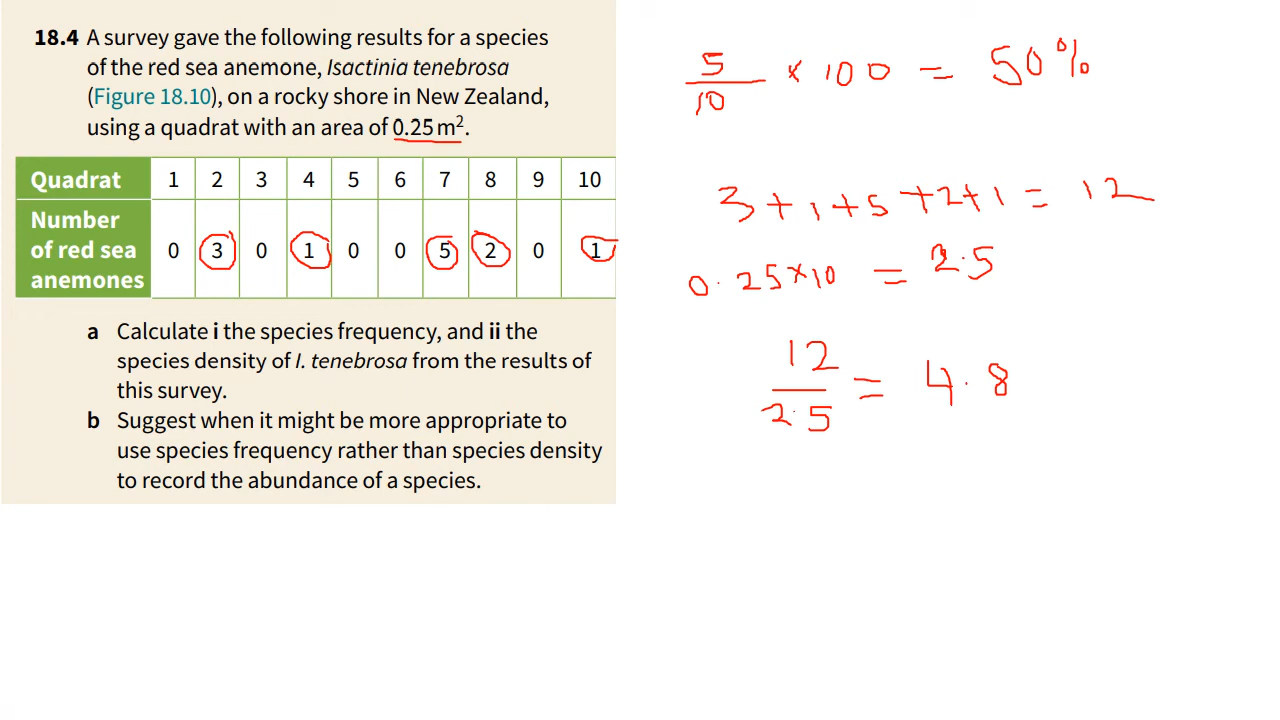 18.4 A survey gave the following results for a species
of the red sea anemone, Isactinia tenebrosa
(Figure 18.10), on a rocky shore in New Zealand,
using a quadrat with an area of 0.25 m².
Quadrat 1 2 3 4 5 6 7 8 9 10
Number
of red sea 0 3 0 1 0 0 5 2 0 1
anemones
a Calculate i the species frequency, and ii the
species density of I. tenebrosa from the results of
this survey.
b Suggest when it might be more appropriate to
use species frequency rather than species density
to record the abundance of a species.
5/10 × 100 = 50%
3+1+5+2+1 = 12
0.25×10 = 2.5
12/2.5 = 4.8